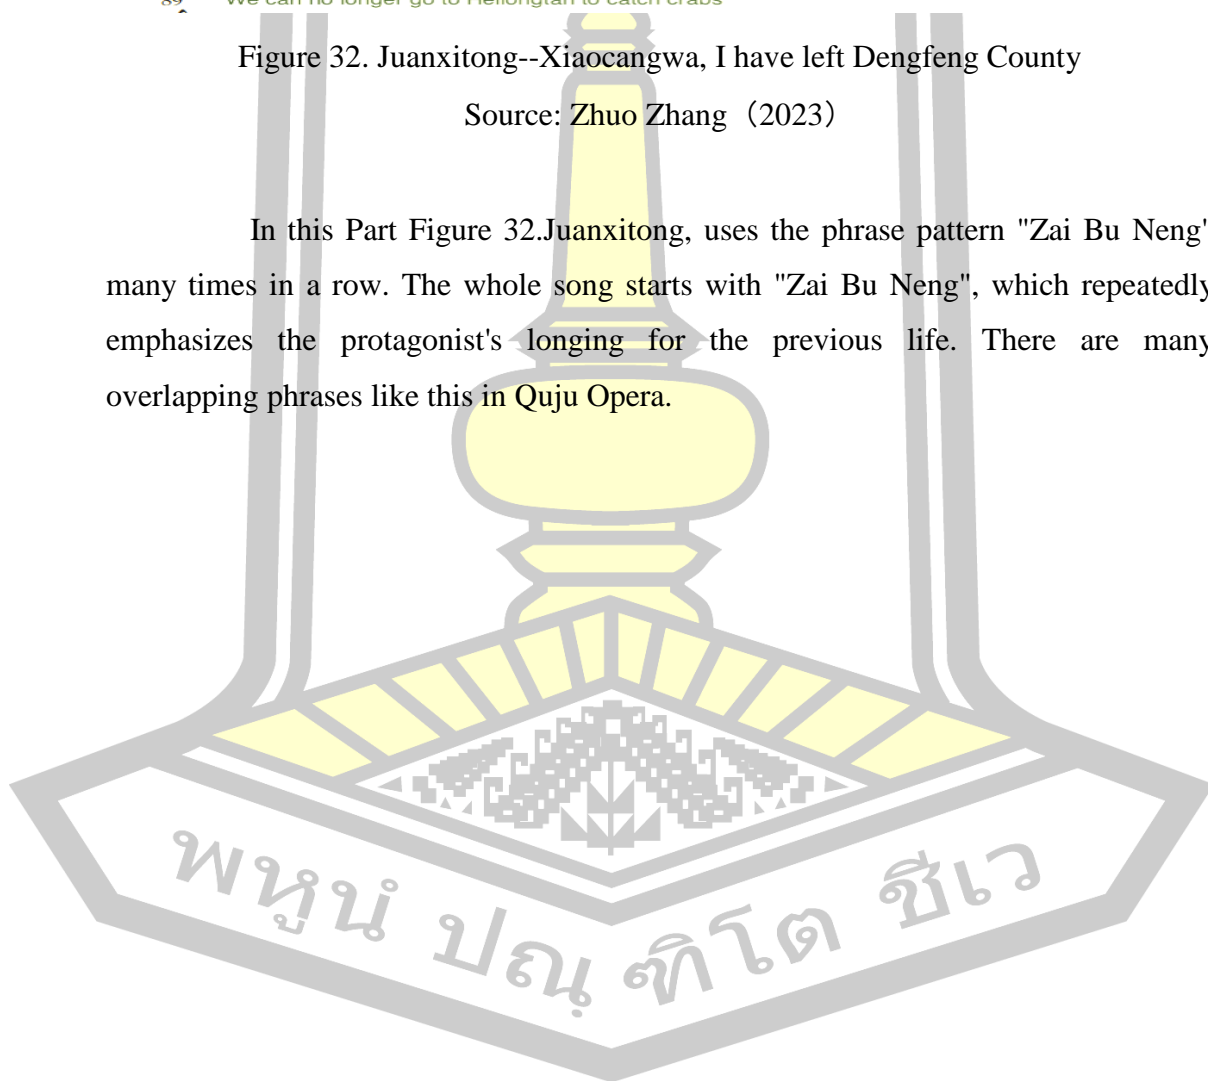 89 We can no longer go to Heilongtan to catch crabs
Figure 32. Juanxitong--Xiaocangwa, I have left Dengfeng County
Source: Zhuo Zhang（2023）
In this Part Figure 32.Juanxitong, uses the phrase pattern "Zai Bu Neng"
many times in a row. The whole song starts with "Zai Bu Neng", which repeatedly
emphasizes the protagonist's longing for the previous life. There are many
overlapping phrases like this in Quju Opera.
พหูนํ ปณฺฑิโต ชีเว